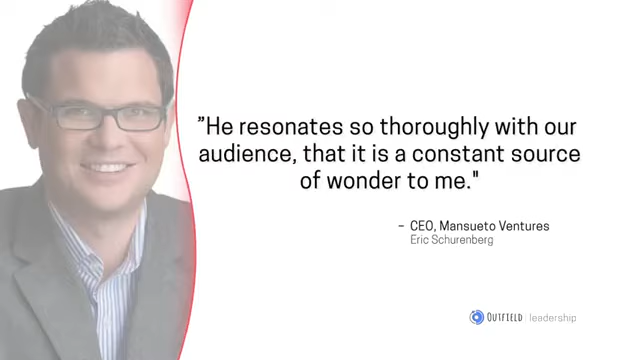 ”He resonates so thoroughly with our
audience, that it is a constant source
of wonder to me."
– CEO, Mansueto Ventures
Eric Schurenberg
OUTFIELD | leadership